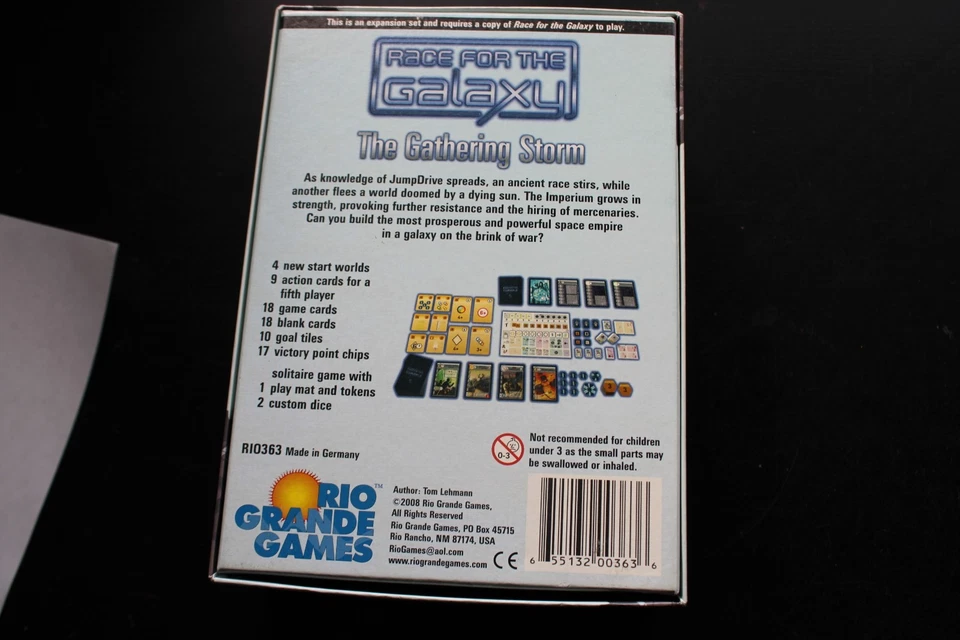 This is an expansion set and requires a copy of Race for the Galaxy to play.
RACE FOR THE
Galaxy
The Gathering Storm
As knowledge of JumpDrive spreads, an ancient race stirs, while
another flees a world doomed by a dying sun. The Imperium grows in
strength, provoking further resistance and the hiring of mercenaries.
Can you build the most prosperous and powerful space empire
in a galaxy on the brink of war?
4 new start worlds
9 action cards for a
fifth player
18 game cards
18 blank cards
10 goal tiles
17 victory point chips
solitaire game with
1 play mat and tokens
2 custom dice
RIO363 Made in Germany
0-3
Not recommended for children
under 3 as the small parts may
be swallowed or inhaled.
RIO™
GRANDE
GAMES
Author: Tom Lehmann
©2008 Rio Grande Games,
All Rights Reserved
Rio Grande Games, PO Box 45715
Rio Rancho, NM 87174, USA
RioGames@aol.com
www.riograndegames.com
CE
6 55132 00363 6